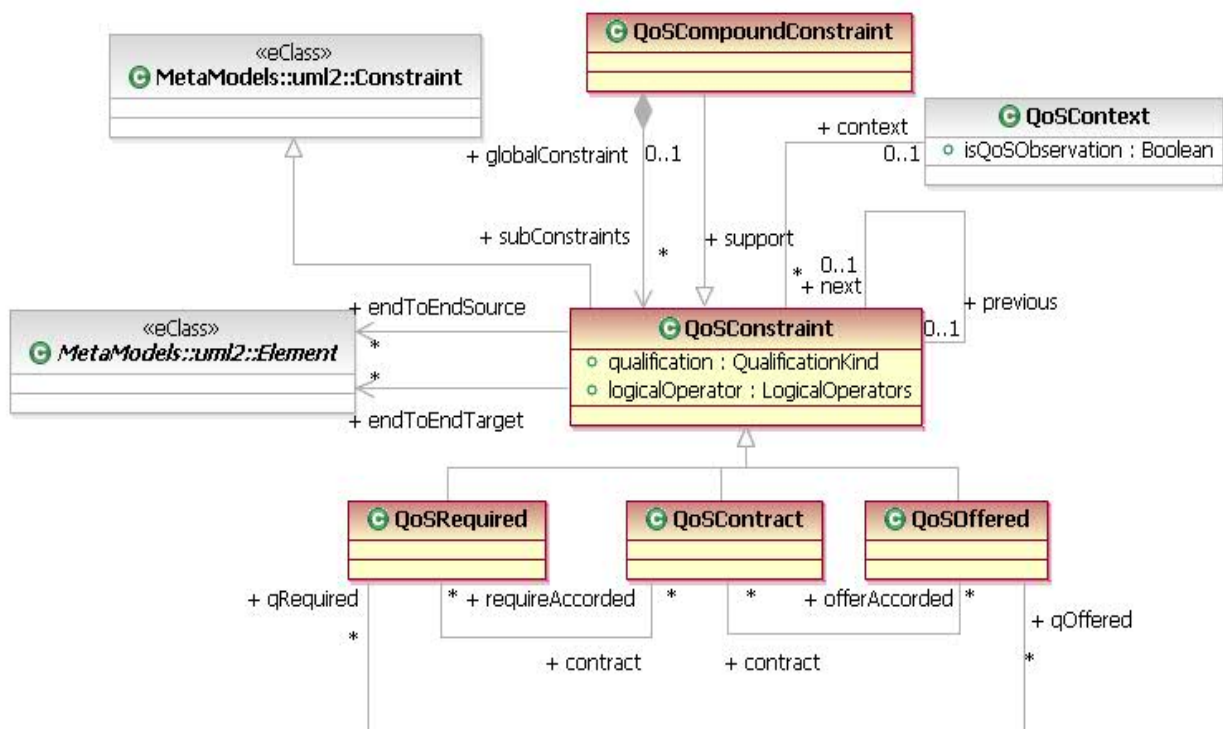 QoSCompoundConstraint
«eClass»
MetaModels::uml2::Constraint
QoSContext
isQoSObservation : Boolean
+ context
0..1
+ globalConstraint
0..1
+ subConstraints
*
+ support
*
0..1
+ next
+ previous
0..1
«eClass»
MetaModels::uml2::Element
+ endToEndSource
*
*
+ endToEndTarget
QoSConstraint
qualification : QualificationKind
logicalOperator : LogicalOperators
QoSRequired
QoSContract
QoSOffered
+ qRequired
*
* + requireAccorded *
+ contract
* + offerAccorded *
+ contract
+ qOffered
*